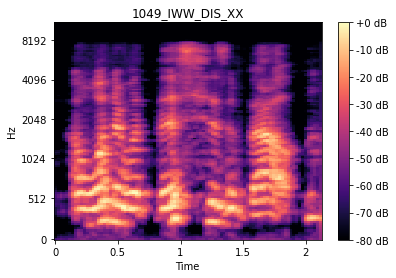 1049_IWW_DIS_XX
8192
4096
2048
1024
512
0
Hz
0
0.5
1
1.5
2
Time
+0 dB
-10 dB
-20 dB
-30 dB
-40 dB
-50 dB
-60 dB
-70 dB
-80 dB